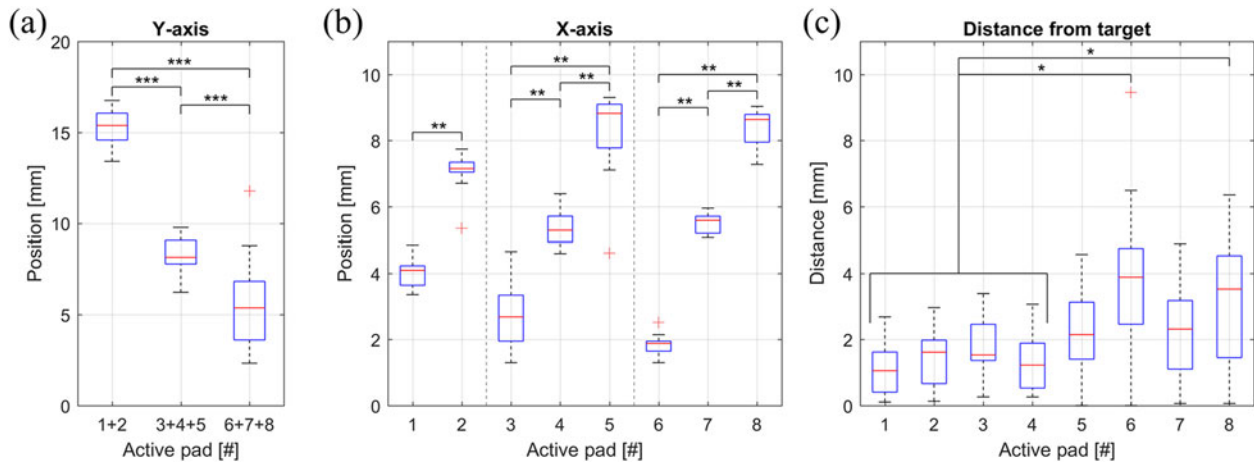 (a)
Y-axis
Position [mm]
20
15
10
5
0
***
***
***
1+2 3+4+5 6+7+8
Active pad [#]
(b)
X-axis
Position [mm]
10
8
6
4
2
0
**
**
**
**
**
**
**
1 2 3 4 5 6 7 8
Active pad [#]
(c)
Distance from target
Distance [mm]
10
8
6
4
2
0
*
*
1 2 3 4 5 6 7 8
Active pad [#]